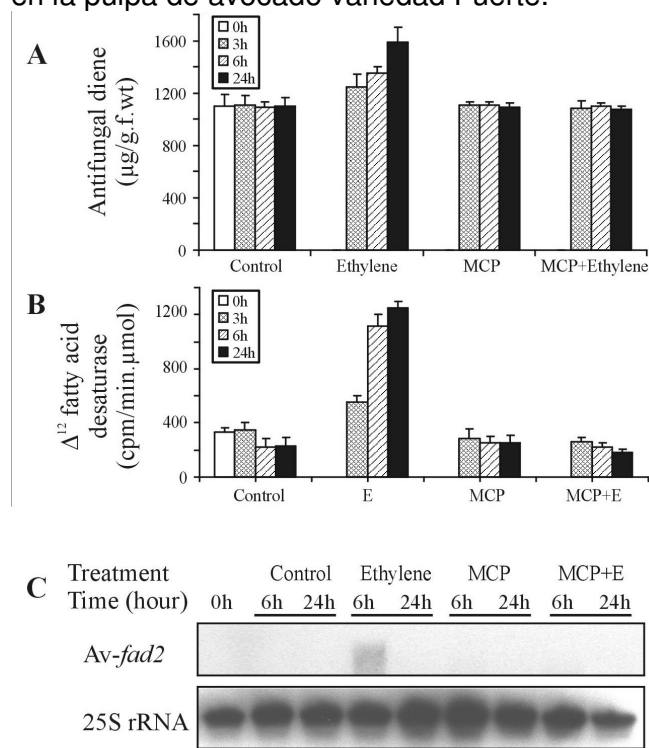 en la pulpa de avocado variedad Fuerte.
A
Antifungal diene
(µg/g.f.wt)
1600
1200
800
400
0
0h
3h
6h
24h
Control Ethylene MCP MCP+Ethylene
B
Δ¹² fatty acid
desaturase
(cpm/min.µmol)
1200
800
400
0
0h
3h
6h
24h
Control E MCP MCP+E
C Treatment Control Ethylene MCP MCP+E
Time (hour) 0h 6h 24h 6h 24h 6h 24h 6h 24h
Av-fad2
25S rRNA